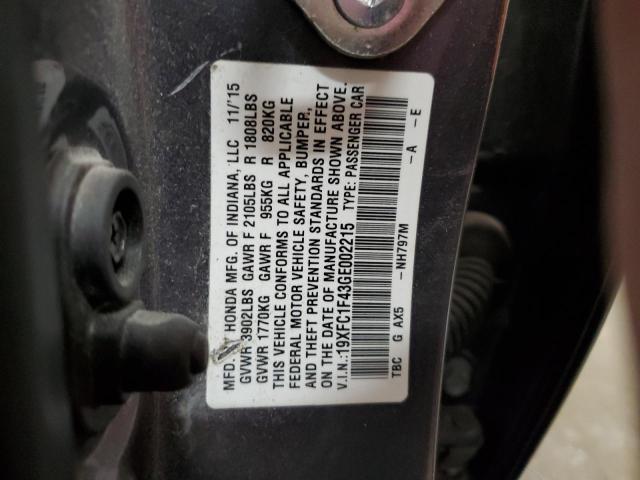 MFD. BY HONDA MFG. OF INDIANA, LLC 11/'15
GVWR 3902LBS GAWR F 2105LBS R 1808LBS
GVWR 1770KG GAWR F 955KG R 820KG
THIS VEHICLE CONFORMS TO ALL APPLICABLE
FEDERAL MOTOR VEHICLE SAFETY, BUMPER,
AND THEFT PREVENTION STANDARDS IN EFFECT
ON THE DATE OF MANUFACTURE SHOWN ABOVE.
V.I.N.:19XFC1F43GE002215 TYPE: PASSENGER CAR
TBC G AX5 -NH797M -A -E